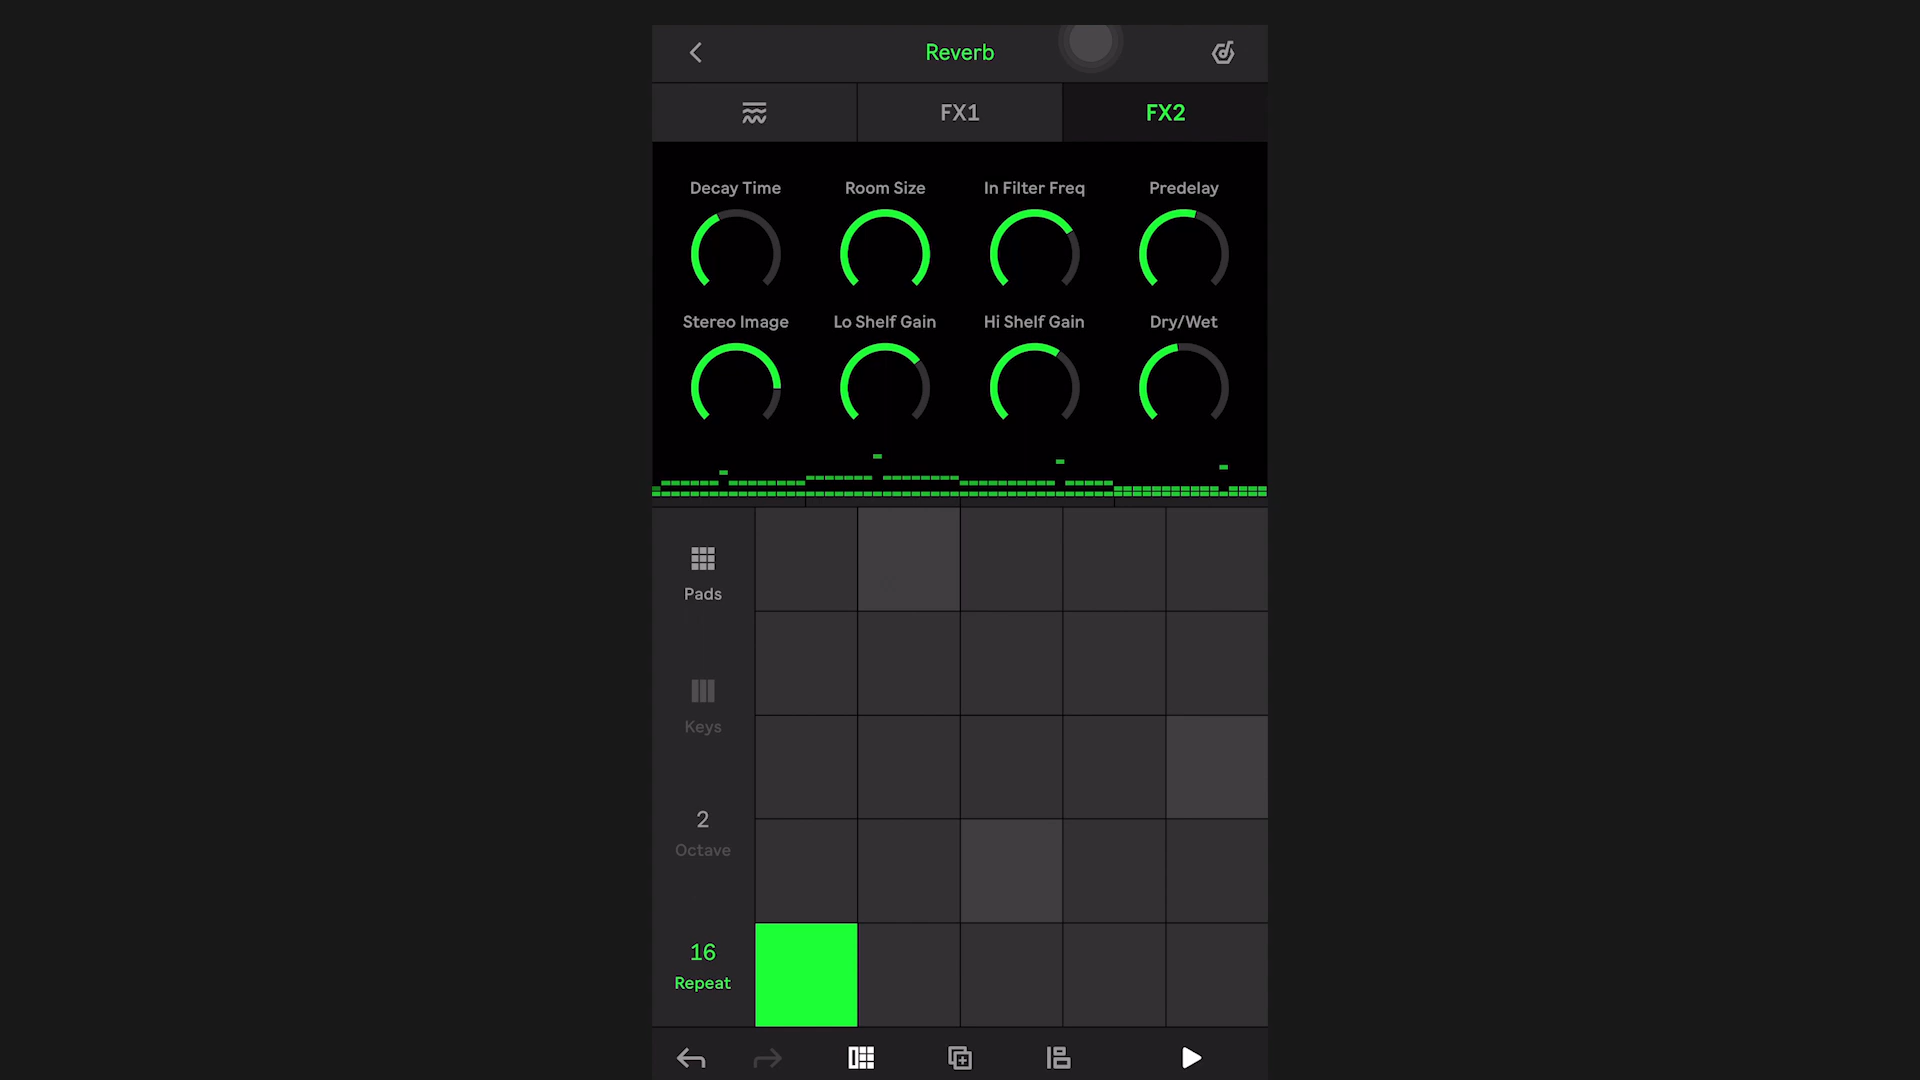 Reverb
FX1
FX2
Decay Time
Room Size
In Filter Freq
Predelay
Stereo Image
Lo Shelf Gain
Hi Shelf Gain
Dry/Wet
Pads
Keys
2
Octave
16
Repeat